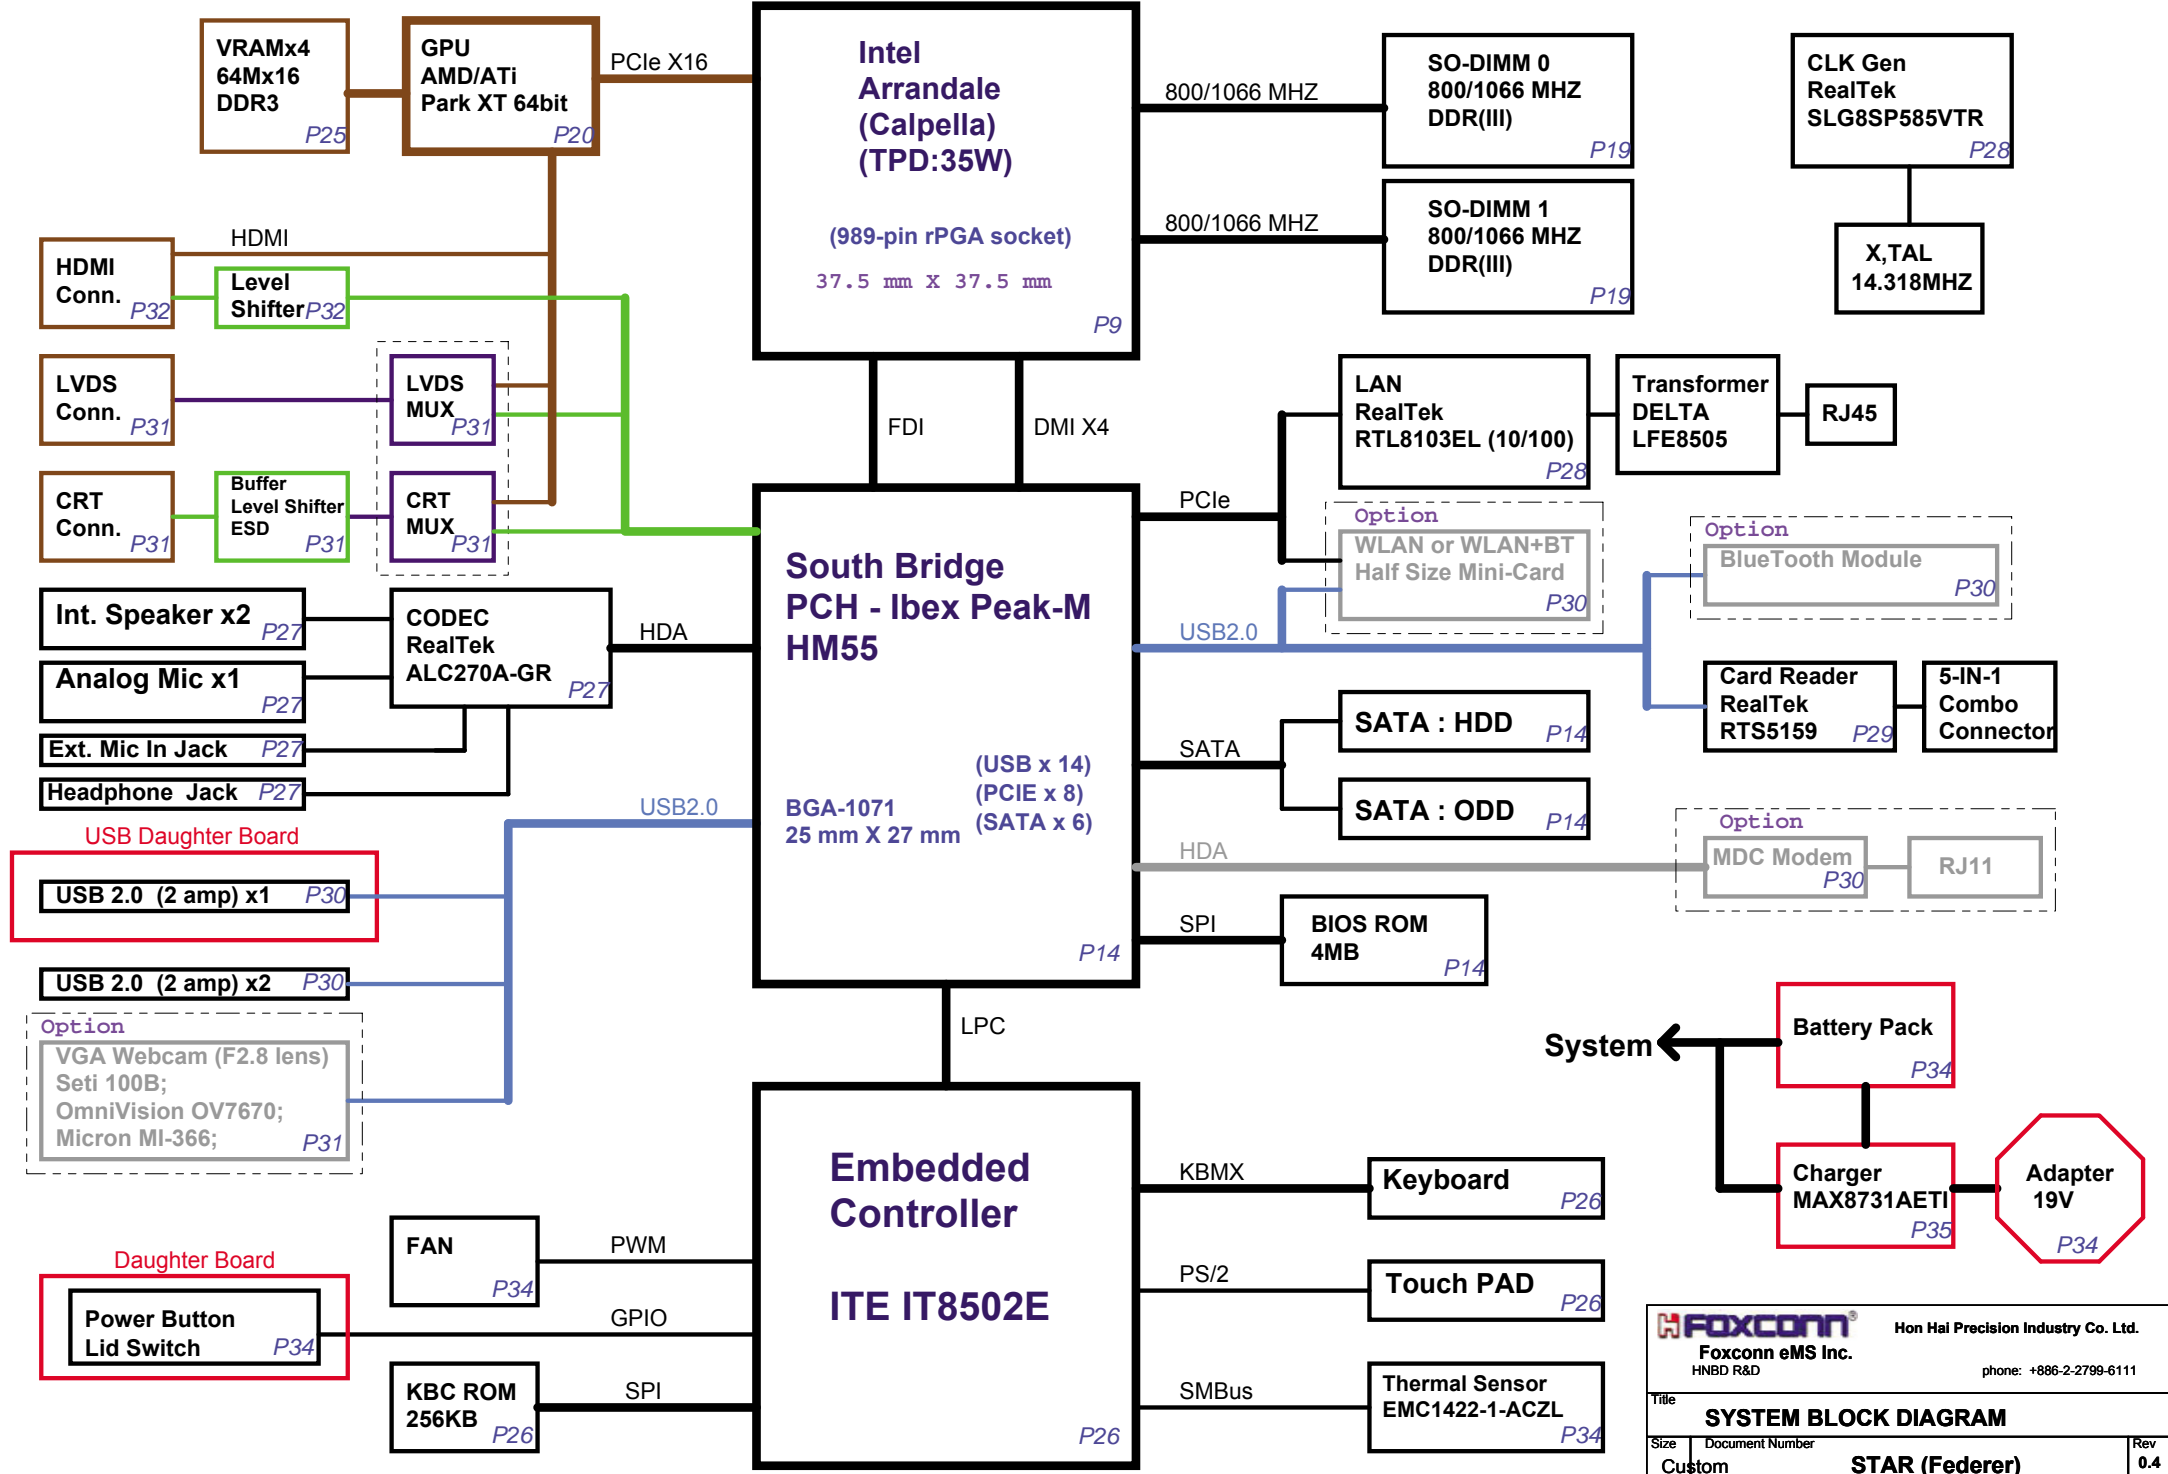 VRAMx4
64Mx16
DDR3
P25
GPU
AMD/ATi
Park XT 64bit
P20
PCIe X16
Intel
Arrandale
(Calpella)
(TPD:35W)
(989-pin rPGA socket)
37.5 mm X 37.5 mm
P9
800/1066 MHZ
SO-DIMM 0
800/1066 MHZ
DDR(III)
P19
800/1066 MHZ
SO-DIMM 1
800/1066 MHZ
DDR(III)
P19
CLK Gen
RealTek
SLG8SP585VTR
P28
X,TAL
14.318MHZ
HDMI
HDMI
Conn.
P32
Level
Shifter
P32
LVDS
Conn.
P31
LVDS
MUX
P31
CRT
Conn.
P31
Buffer
Level Shifter
ESD
P31
CRT
MUX
P31
FDI
DMI X4
LAN
RealTek
RTL8103EL (10/100)
P28
Transformer
DELTA
LFE8505
RJ45
PCIe
Option
WLAN or WLAN+BT
Half Size Mini-Card
P30
Option
BlueTooth Module
P30
USB2.0
South Bridge
PCH - Ibex Peak-M
HM55
(USB x 14)
(PCIE x 8)
(SATA x 6)
BGA-1071
25 mm X 27 mm
P14
Int. Speaker x2
P27
Analog Mic x1
P27
Ext. Mic In Jack P27
Headphone Jack P27
CODEC
RealTek
ALC270A-GR
P27
HDA
Card Reader
RealTek
RTS5159
P29
5-IN-1
Combo
Connector
SATA
SATA : HDD
P14
SATA : ODD
P14
HDA
Option
MDC Modem
P30
RJ11
SPI
BIOS ROM
4MB
P14
USB2.0
USB Daughter Board
USB 2.0 (2 amp) x1 P30
USB 2.0 (2 amp) x2 P30
Option
VGA Webcam (F2.8 lens)
Seti 100B;
OmniVision OV7670;
Micron MI-366;
P31
LPC
System
Battery Pack
P34
Charger
MAX8731AETI
P35
Adapter
19V
P34
Embedded
Controller
ITE IT8502E
P26
FAN
P34
PWM
Daughter Board
Power Button
Lid Switch
P34
GPIO
KBC ROM
256KB
P26
SPI
KBMX
Keyboard
P26
PS/2
Touch PAD
P26
SMBus
Thermal Sensor
EMC1422-1-ACZL
P34
FOXCONN®
Hon Hai Precision Industry Co. Ltd.
Foxconn eMS Inc.
HNBD R&D
phone: +886-2-2799-6111
Title
SYSTEM BLOCK DIAGRAM
Size
Custom
Document Number
STAR (Federer)
Rev
0.4